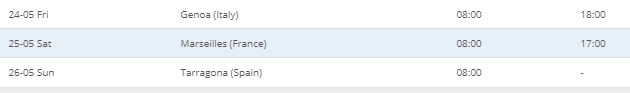 24-05 Fri Genoa (Italy) 08:00 18:00
25-05 Sat Marseilles (France) 08:00 17:00
26-05 Sun Tarragona (Spain) 08:00 -